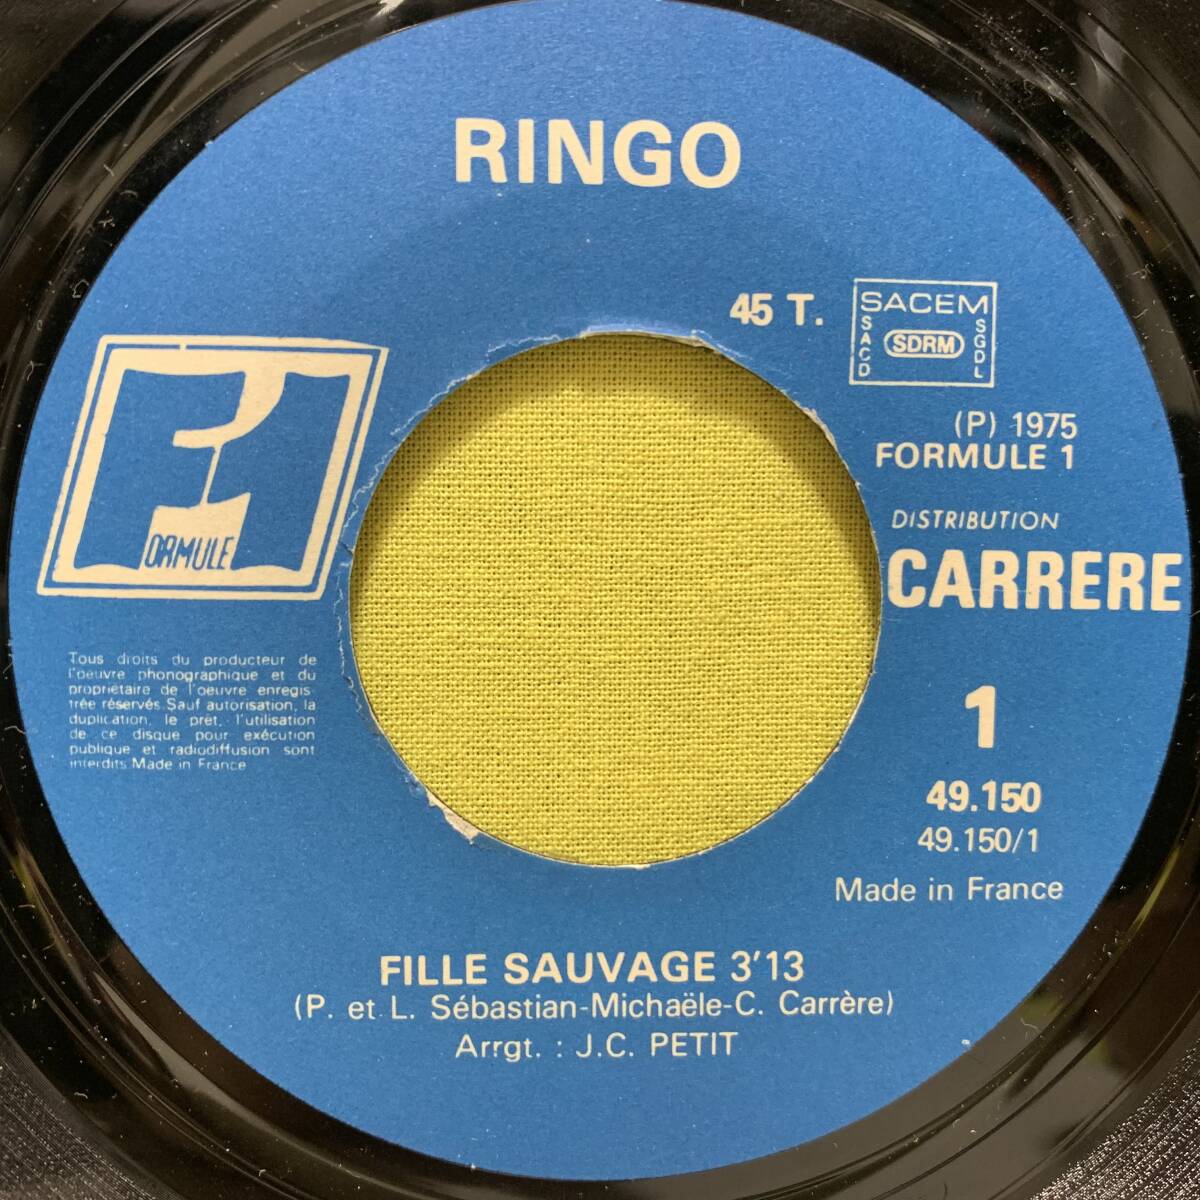 RINGO
45 T.
SACEM
SACD
SDRM
SGDL
(P) 1975
FORMULE 1
DISTRIBUTION
CARRERE
F1
ORMULE
Tous droits du producteur de
l'oeuvre phonographique et du
propriétaire de l'oeuvre enregis-
trée réservés.Sauf autorisation, la
duplication, le prêt, l'utilisation
de ce disque pour exécution
publique et radiodiffusion sont
interdits.Made in France
1
49.150
49.150/1
Made in France
FILLE SAUVAGE 3'13
(P. et L. Sébastian-Michaële-C. Carrère)
Arrgt. : J.C. PETIT